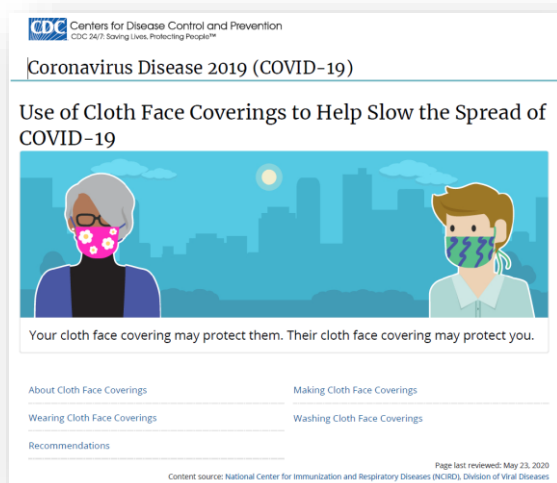 CDC Centers for Disease Control and Prevention
CDC 24/7: Saving Lives, Protecting People™
Coronavirus Disease 2019 (COVID-19)
Use of Cloth Face Coverings to Help Slow the Spread of
COVID-19
Your cloth face covering may protect them. Their cloth face covering may protect you.
About Cloth Face Coverings
Wearing Cloth Face Coverings
Recommendations
Making Cloth Face Coverings
Washing Cloth Face Coverings
Page last reviewed: May 23, 2020
Content source: National Center for Immunization and Respiratory Diseases (NCIRD), Division of Viral Diseases